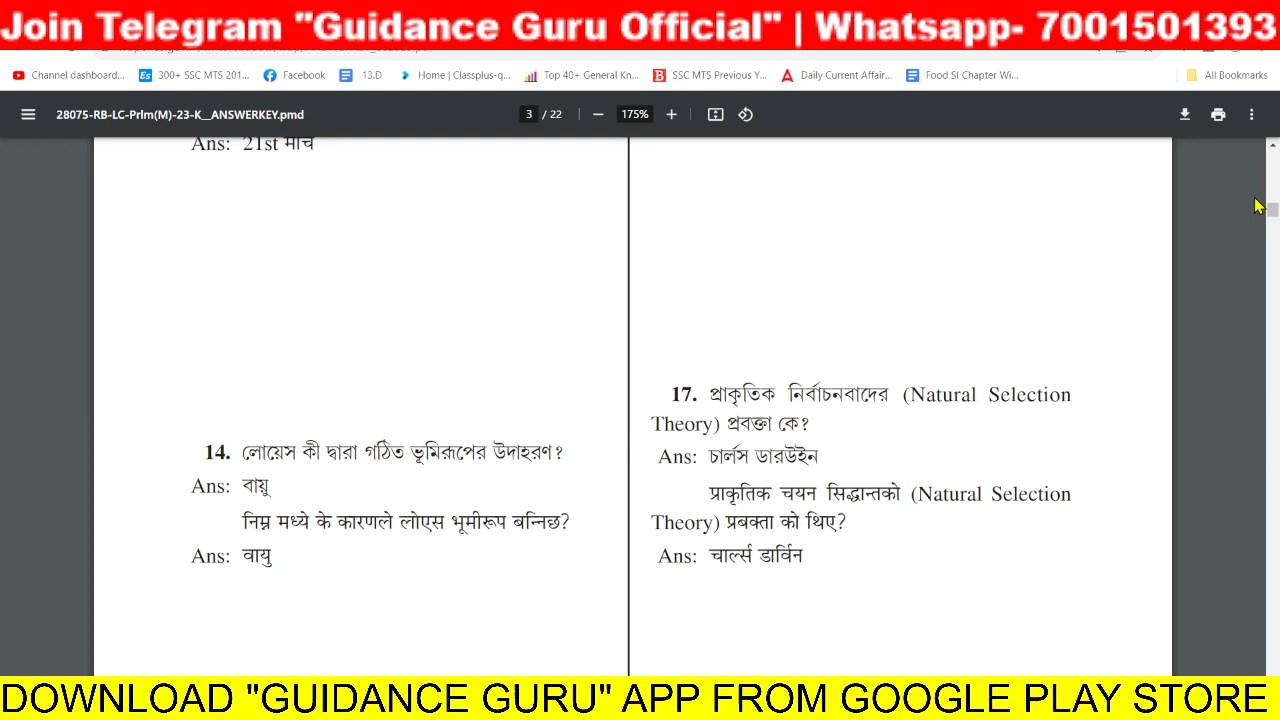 Join Telegram "Guidance Guru Official" | Whatsapp- 7001501393
Channel dashboard... 300+ SSC MTS 201... Facebook 13.D Home | Classplus-q... Top 40+ General Kn... SSC MTS Previous Y... Daily Current Affair... Food SI Chapter Wi... All Bookmarks
28075-RB-LC-Prlm(M)-23-K__ANSWERKEY.pmd 3 / 22 175%
Ans: 21st मार्च
14. লোয়েস কী দ্বারা গঠিত ভূমিরূপের উদাহরণ?
Ans: বায়ু
निम्न मध्ये के कारणले लोएस भूमीरूप बन्निछ?
Ans: वायु
17. প্রাকৃতিক নির্বাচনবাদের (Natural Selection
Theory) প্রবক্তা কে?
Ans: চার্লস ডারউইন
प्राकृतिक चयन सिद्धान्तको (Natural Selection
Theory) प्रबक्ता को थिए?
Ans: चार्ल्स डार्विन
DOWNLOAD "GUIDANCE GURU" APP FROM GOOGLE PLAY STORE